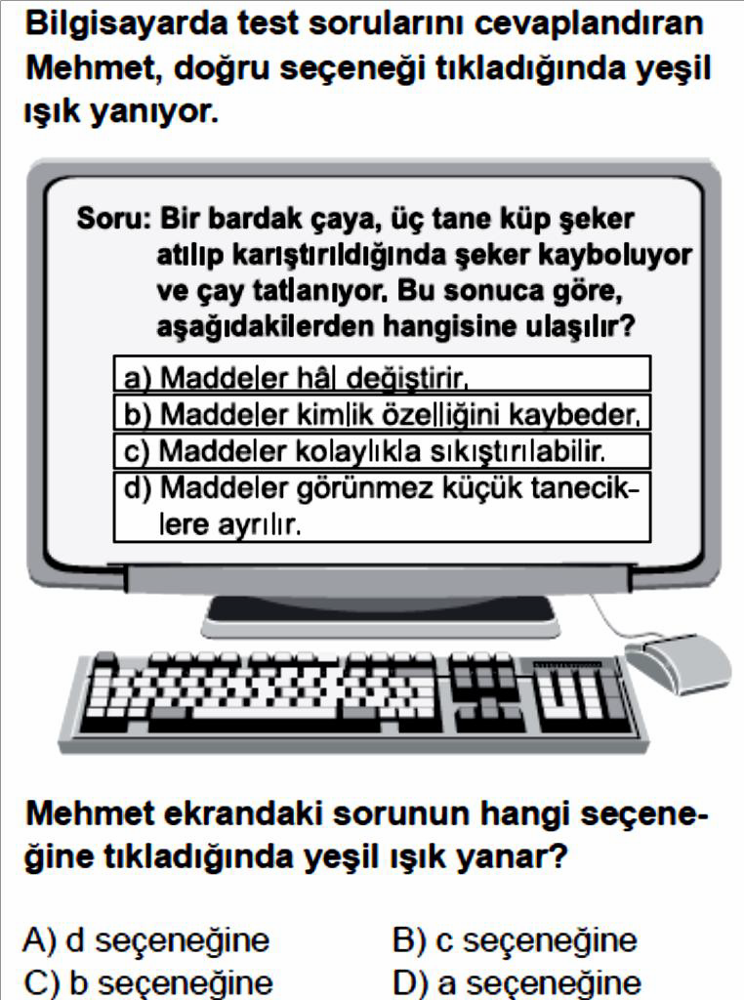 Bilgisayarda test sorularını cevaplandıran
Mehmet, doğru seçeneği tıkladığında yeşil
ışık yanıyor.
Soru: Bir bardak çaya, üç tane küp şeker
atılıp karıştırıldığında şeker kayboluyor
ve çay tatlanıyor. Bu sonuca göre,
aşağıdakilerden hangisine ulaşılır?
a) Maddeler hâl değiştirir.
b) Maddeler kimlik özelliğini kaybeder.
c) Maddeler kolaylıkla sıkıştırılabilir.
d) Maddeler görünmez küçük tanecik-
lere ayrılır.
Mehmet ekrandaki sorunun hangi seçene-
ğine tıkladığında yeşil ışık yanar?
A) d seçeneğine B) c seçeneğine
C) b seçeneğine D) a seçeneğine